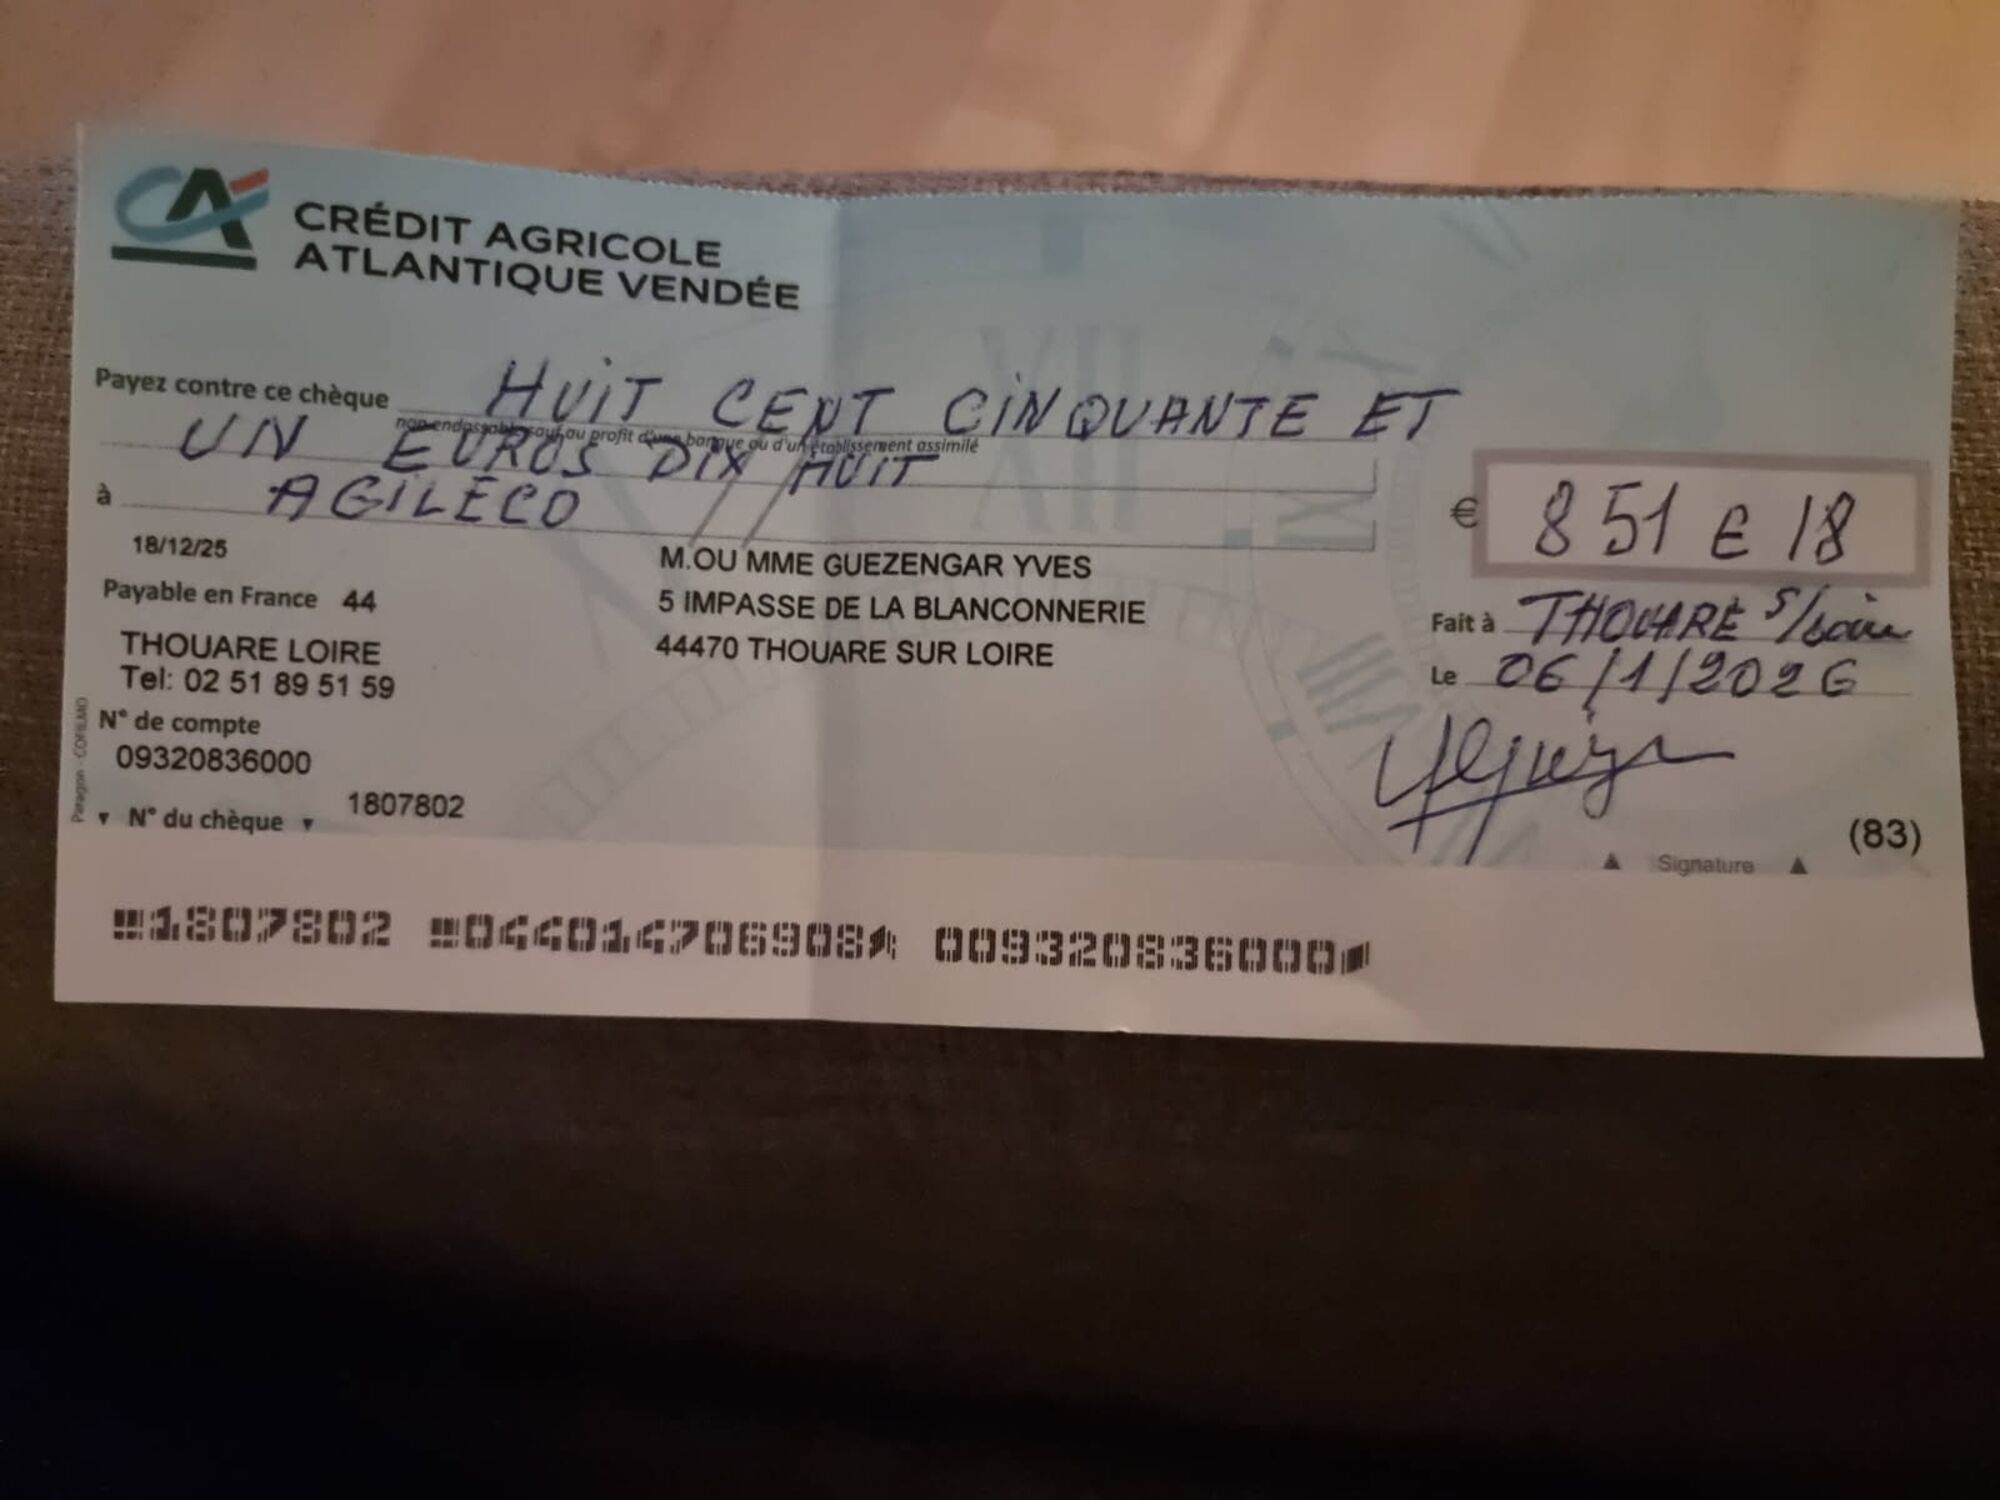 CA
CRÉDIT AGRICOLE
ATLANTIQUE VENDÉE
Payez contre ce chèque HUIT CENT CINQUANTE ET
non endossable sauf au profit d'une banque ou d'un établissement assimilé
UN EUROS DIX HUIT
à AGILECO
€ 851 € 18
18/12/25
Payable en France 44
THOUARE LOIRE
Tel: 02 51 89 51 59
N° de compte
09320836000
N° du chèque 1807802
Paragon - COFILMO
M.OU MME GUEZENGAR YVES
5 IMPASSE DE LA BLANCONNERIE
44470 THOUARE SUR LOIRE
Fait à THOUARE S/Loire
Le 06/1/2026
(83)
Signature
1807802 044014706908 009320836000